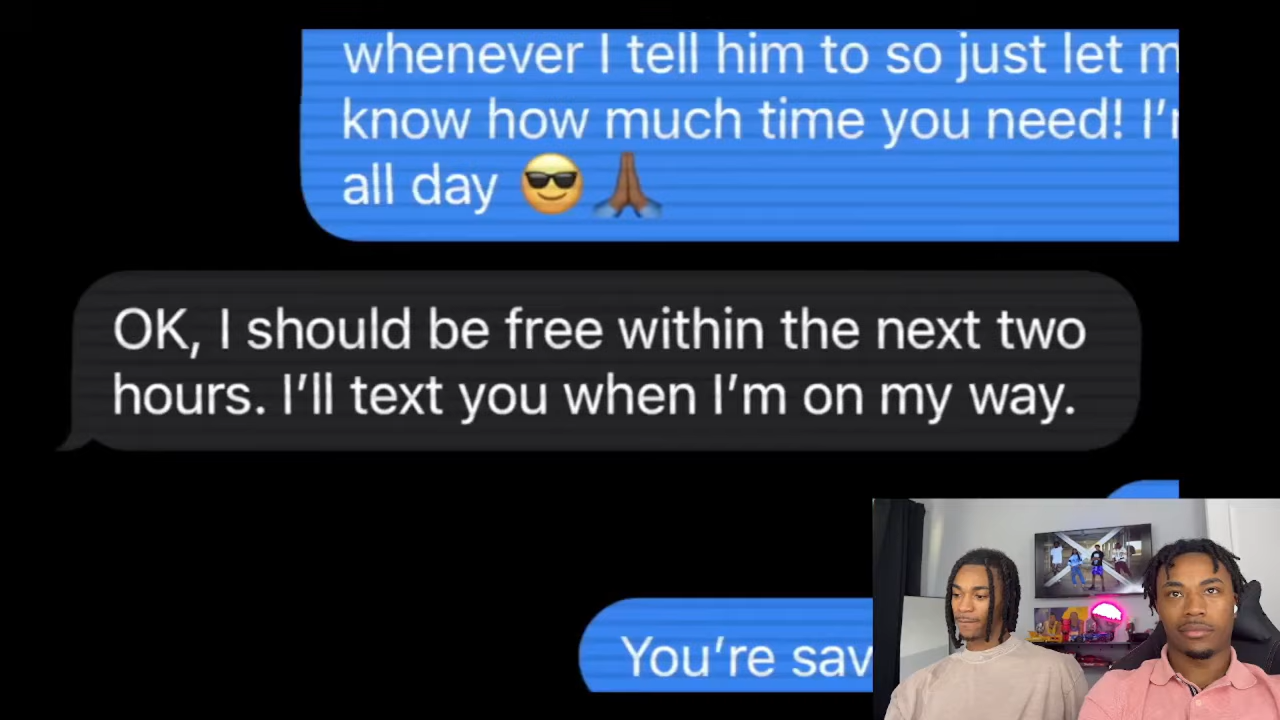 whenever I tell him to so just let
know how much time you need!
all day 😎🙏🏾
OK, I should be free within the next two
hours. I'll text you when I'm on my way.
You're